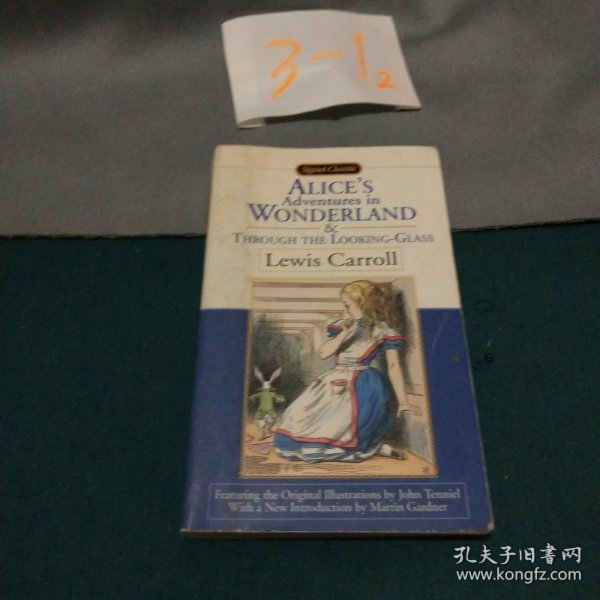 3-1
2
Signet Classic
ALICE'S
Adventures in
WONDERLAND
&
THROUGH THE LOOKING-GLASS
Lewis Carroll
Featuring the Original Illustrations by John Tenniel
With a New Introduction by Martin Gardner
孔夫子旧书网
www.kongfz.com